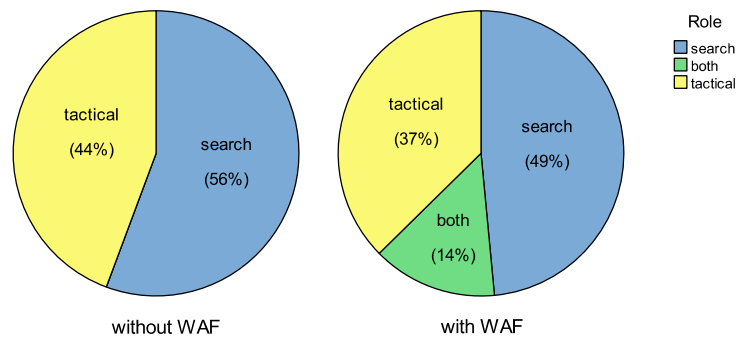 tactical
(44%)
search
(56%)
without WAF
tactical
(37%)
search
(49%)
both
(14%)
with WAF
Role
search
both
tactical